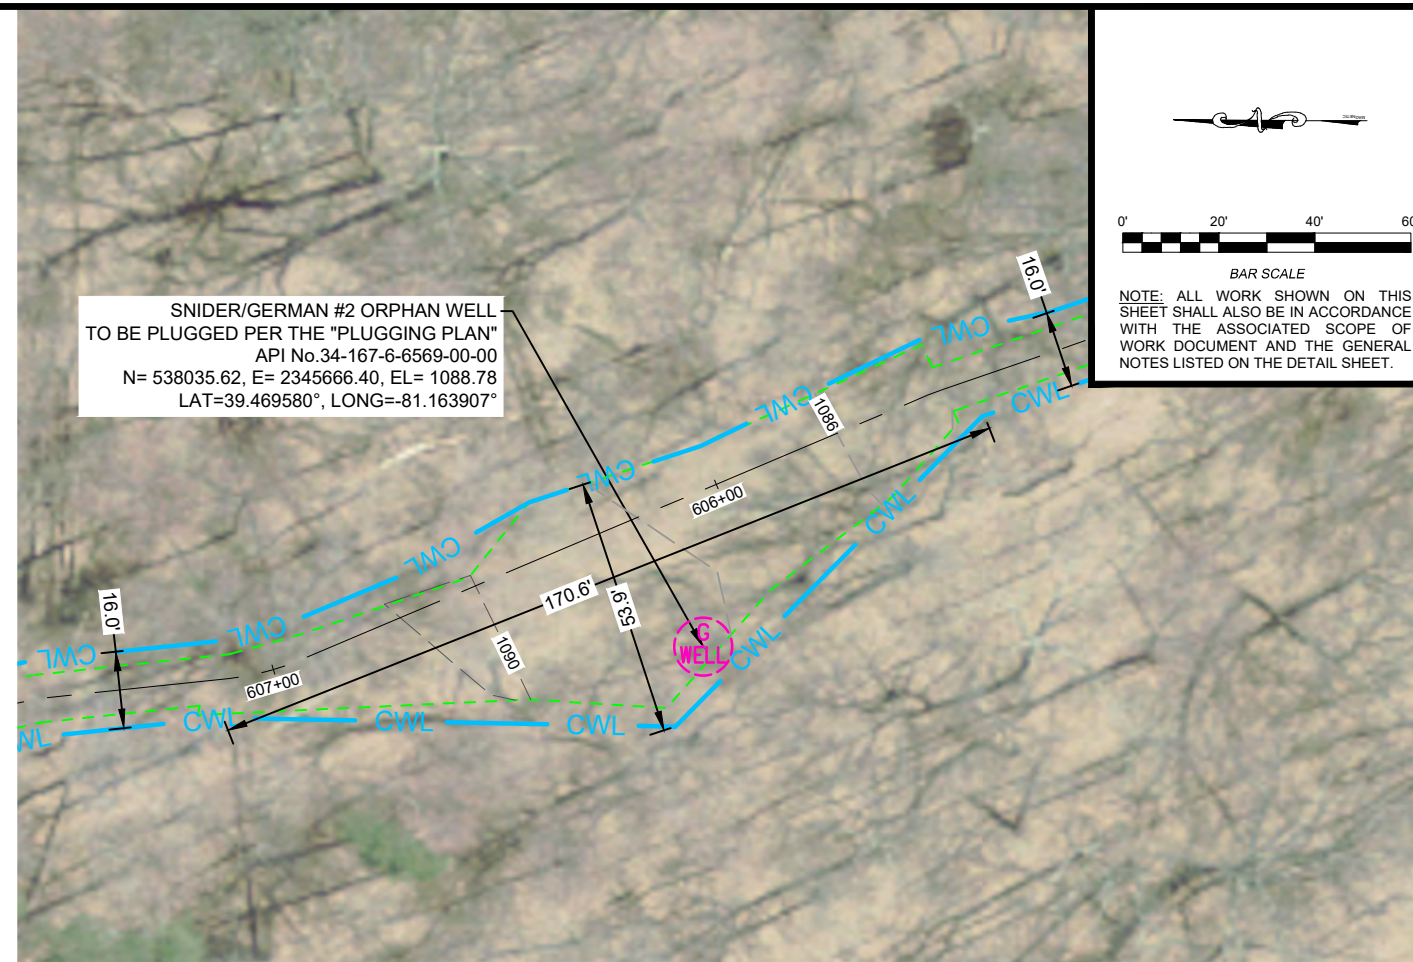 SNIDER/GERMAN #2 ORPHAN WELL
TO BE PLUGGED PER THE "PLUGGING PLAN"
API No.34-167-6-6569-00-00
N= 538035.62, E= 2345666.40, EL= 1088.78
LAT=39.469580°, LONG=-81.163907°
0' 20' 40' 60
BAR SCALE
NOTE: ALL WORK SHOWN ON THIS
SHEET SHALL ALSO BE IN ACCORDANCE
WITH THE ASSOCIATED SCOPE OF
WORK DOCUMENT AND THE GENERAL
NOTES LISTED ON THE DETAIL SHEET.
16.0'
CWL
CWL
CWL
1086
CWL
606+00
CWL
CWL
170.6'
53.9'
16.0'
CWL
CWL
1090
G
WELL
CWL
607+00
WL
CWL
CWL
CWL